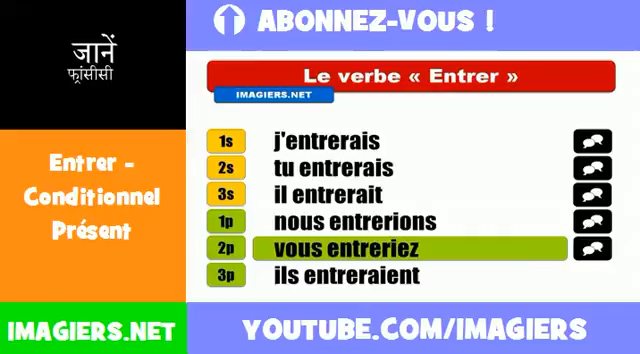 जानें
फ्रांसीसी
Entrer -
Conditionnel
Présent
IMAGIERS.NET
ABONNEZ-VOUS !
Le verbe « Entrer »
IMAGIERS.NET
1s j'entrerais
2s tu entrerais
3s il entrerait
1p nous entrerions
2p vous entreriez
3p ils entreraient
YOUTUBE.COM/IMAGIERS